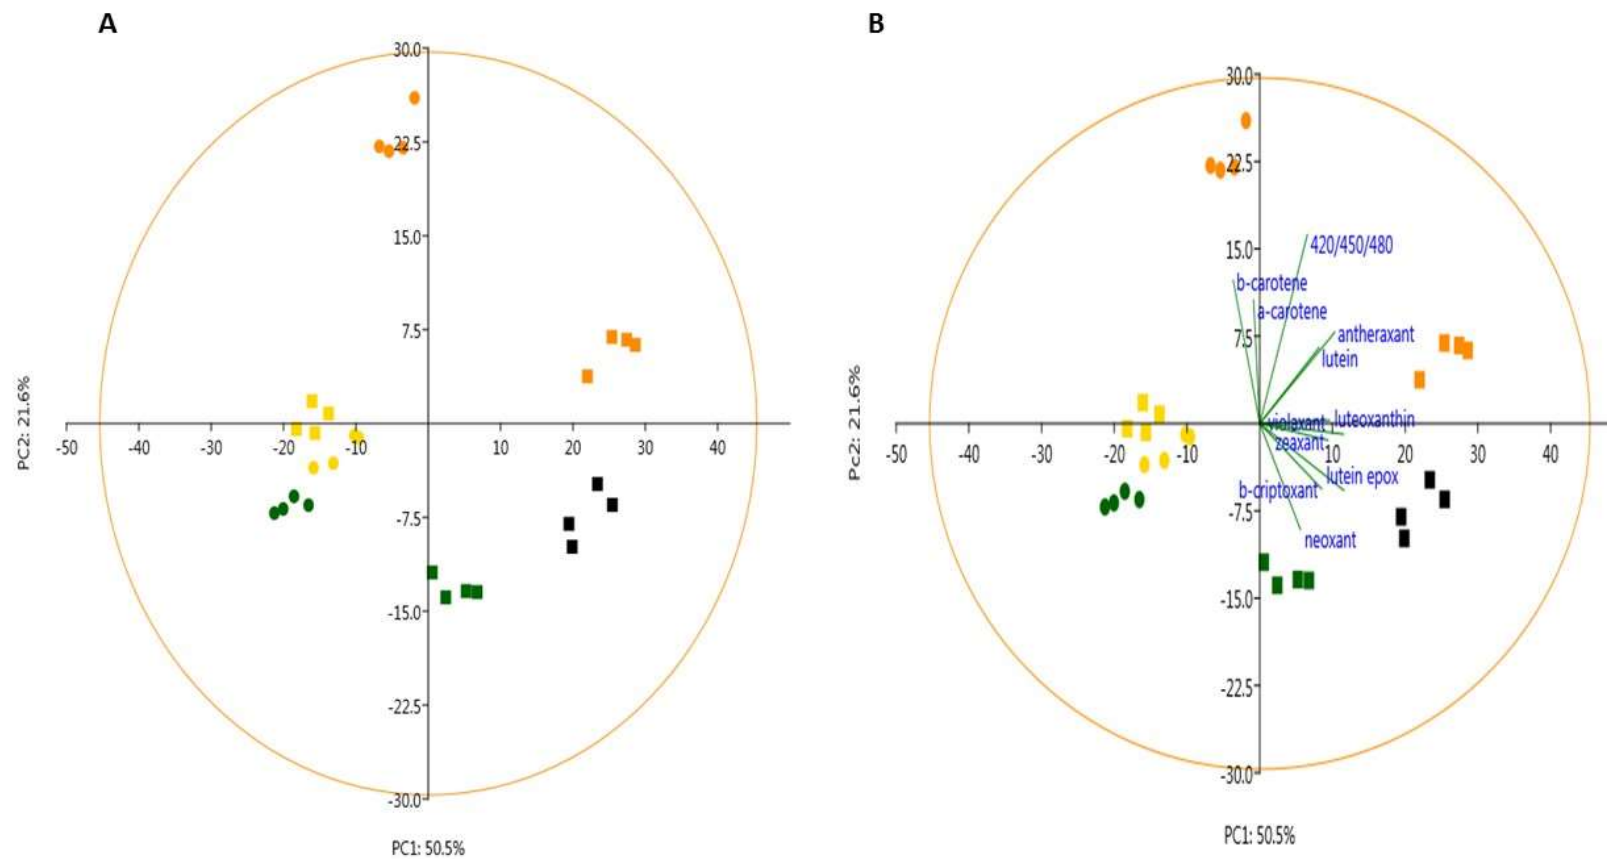 A
30.0
22.5
15.0
7.5
-50
-40
-30
-20
-10
10
20
30
40
-7.5
-15.0
-22.5
-30.0
PC2: 21.6%
PC1: 50.5%
B
30.0
22.5
15.0
7.5
420/450/480
b-carotene
a-carotene
antheraxant
lutein
violaxant
luteoxanthin
zeaxant
-50
-40
-30
-20
-10
10
20
30
40
lutein epox
b-criptoxant
neoxant
-7.5
-15.0
-22.5
-30.0
Pc2: 21.6%
PC1: 50.5%